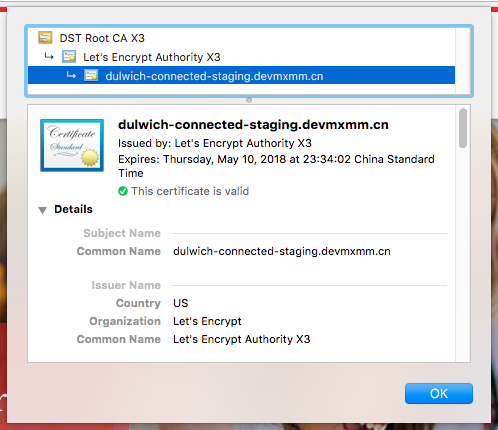 DST Root CA X3
Let's Encrypt Authority X3
dulwich-connected-staging.devmxmm.cn
Certificate
Standard
dulwich-connected-staging.devmxmm.cn
Issued by: Let's Encrypt Authority X3
Expires: Thursday, May 10, 2018 at 23:34:02 China Standard
Time
This certificate is valid
Details
Subject Name
Common Name dulwich-connected-staging.devmxmm.cn
Issuer Name
Country US
Organization Let's Encrypt
Common Name Let's Encrypt Authority X3
OK